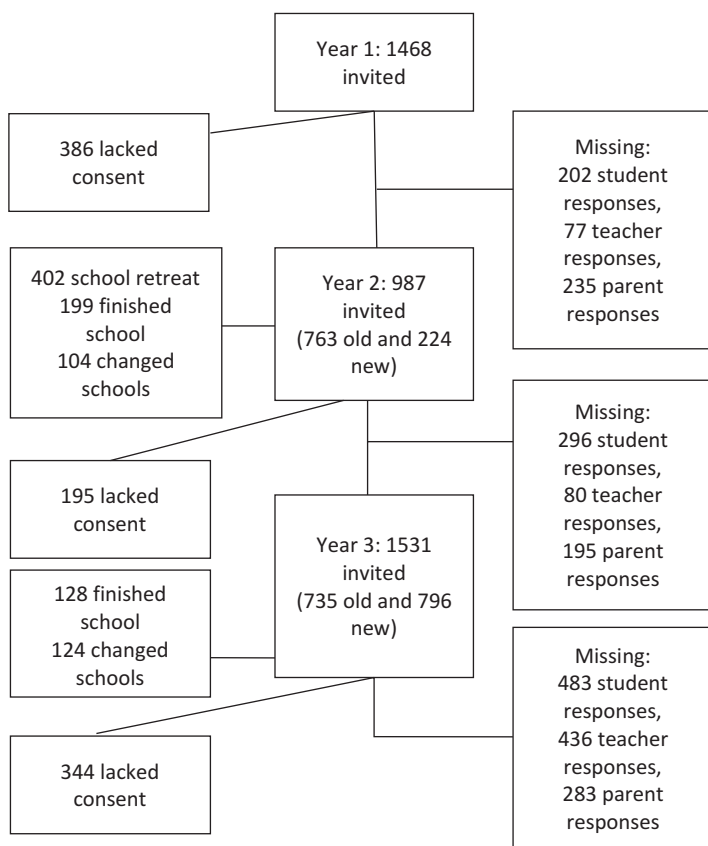 Year 1: 1468
invited
386 lacked
consent
Missing:
202 student
responses,
77 teacher
responses,
235 parent
responses
402 school retreat
199 finished
school
104 changed
schools
Year 2: 987
invited
(763 old and 224
new)
195 lacked
consent
Missing:
296 student
responses,
80 teacher
responses,
195 parent
responses
Year 3: 1531
invited
(735 old and 796
new)
128 finished
school
124 changed
schools
344 lacked
consent
Missing:
483 student
responses,
436 teacher
responses,
283 parent
responses